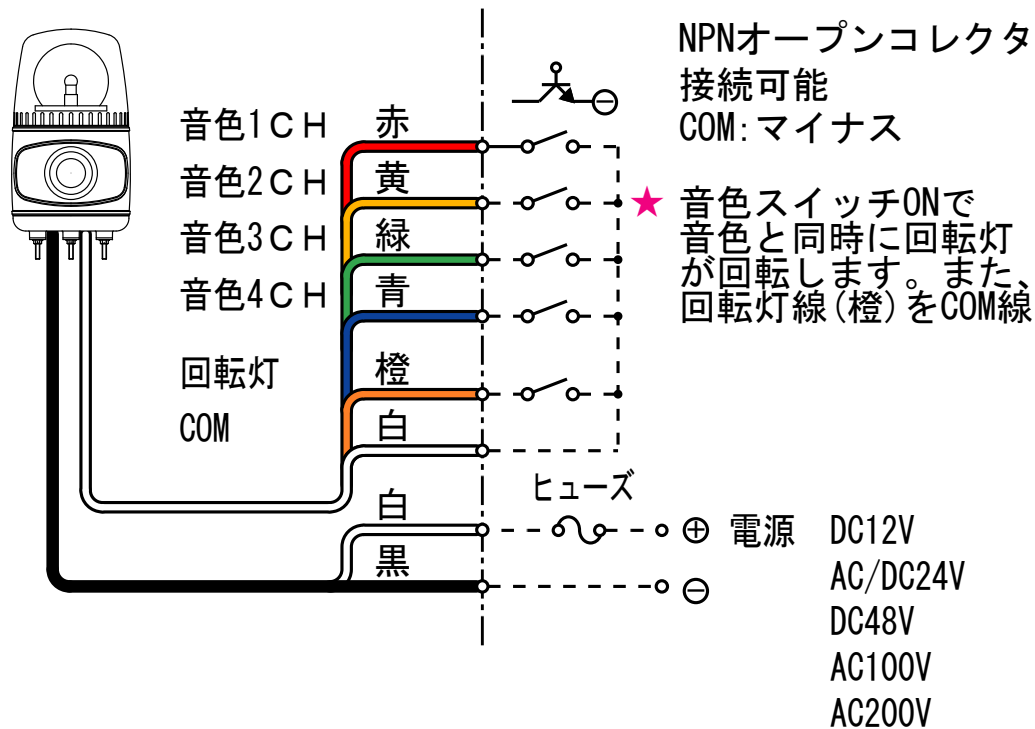 NPNオープンコレクタ
接続可能
COM:マイナス
音色1CH 赤
音色2CH 黄
音色3CH 緑
音色4CH 青
★ 音色スイッチONで
音色と同時に回転灯
が回転します。また、
回転灯線(橙)をCOM線
回転灯 橙
COM 白
ヒューズ
白
⊕ 電源 DC12V
黒
⊖
AC/DC24V
DC48V
AC100V
AC200V